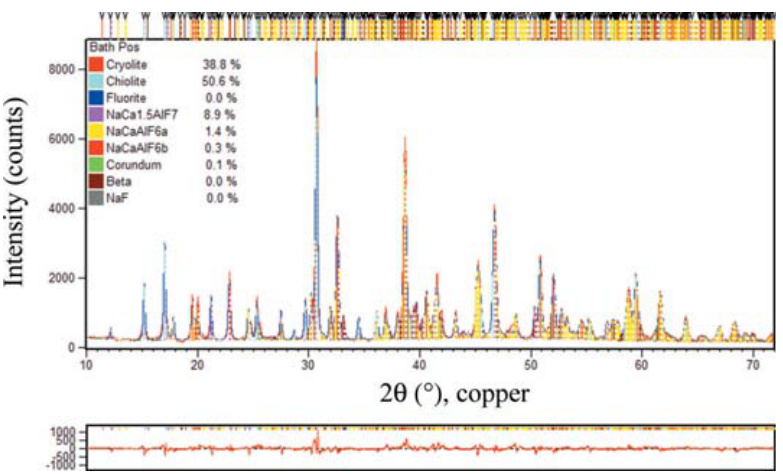 Bath Pos
Cryolite 38.8 %
Chiolite 50.6 %
Fluorite 0.0 %
NaCa1.5AlF7 8.9 %
NaCaAlF6a 1.4 %
NaCaAlF6b 0.3 %
Corundum 0.1 %
Beta 0.0 %
NaF 0.0 %
Intensity (counts)
8000
6000
4000
2000
0
10 20 30 40 50 60 70
2θ (°), copper
1000
500
0
-500
-1000